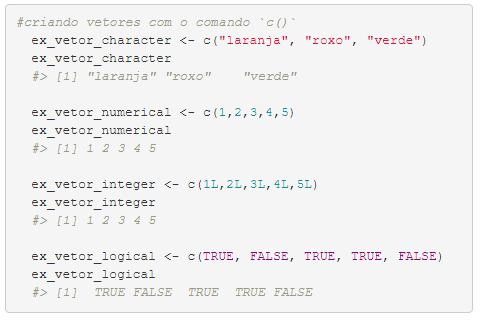 #criando vetores com o comando `c()`
ex_vetor_character <- c("laranja", "roxo", "verde")
ex_vetor_character
#> [1] "laranja" "roxo"    "verde"
ex_vetor_numerical <- c(1,2,3,4,5)
ex_vetor_numerical
#> [1] 1 2 3 4 5
ex_vetor_integer <- c(1L,2L,3L,4L,5L)
ex_vetor_integer
#> [1] 1 2 3 4 5
ex_vetor_logical <- c(TRUE, FALSE, TRUE, TRUE, FALSE)
ex_vetor_logical
#> [1]  TRUE FALSE  TRUE  TRUE FALSE